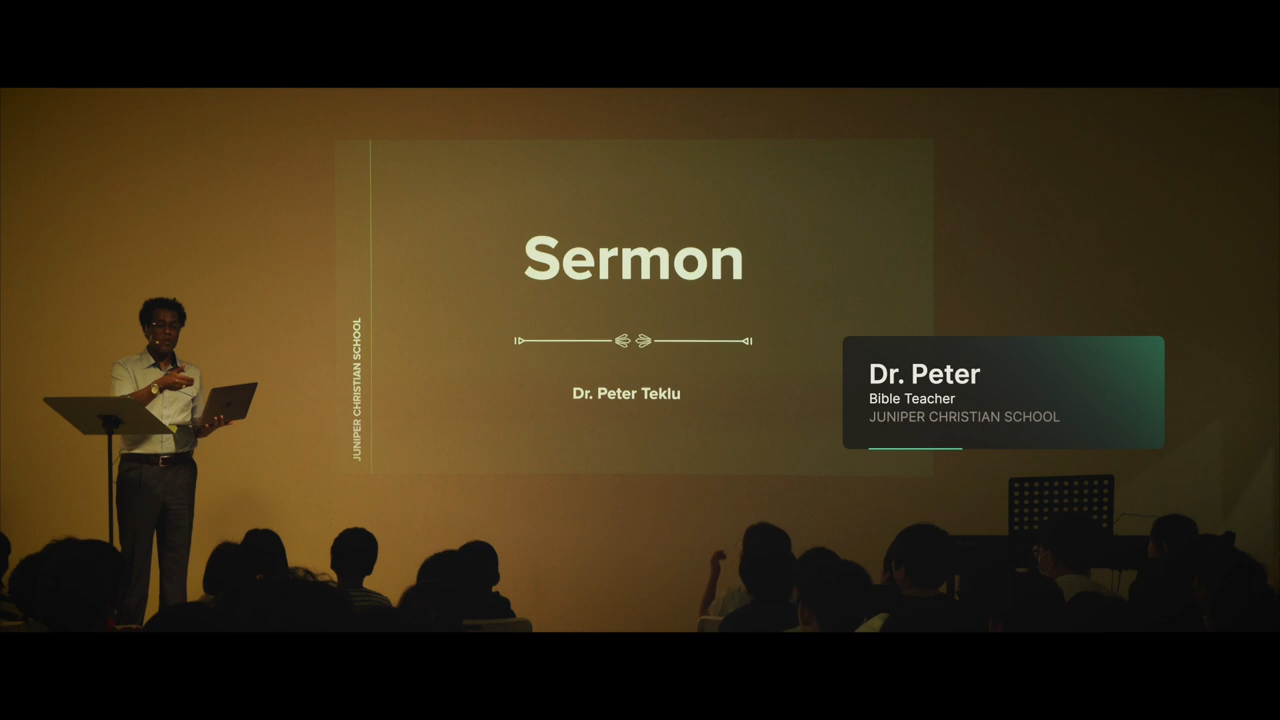 Sermon
Dr. Peter Teklu
JUNIPER CHRISTIAN SCHOOL
Dr. Peter
Bible Teacher
JUNIPER CHRISTIAN SCHOOL